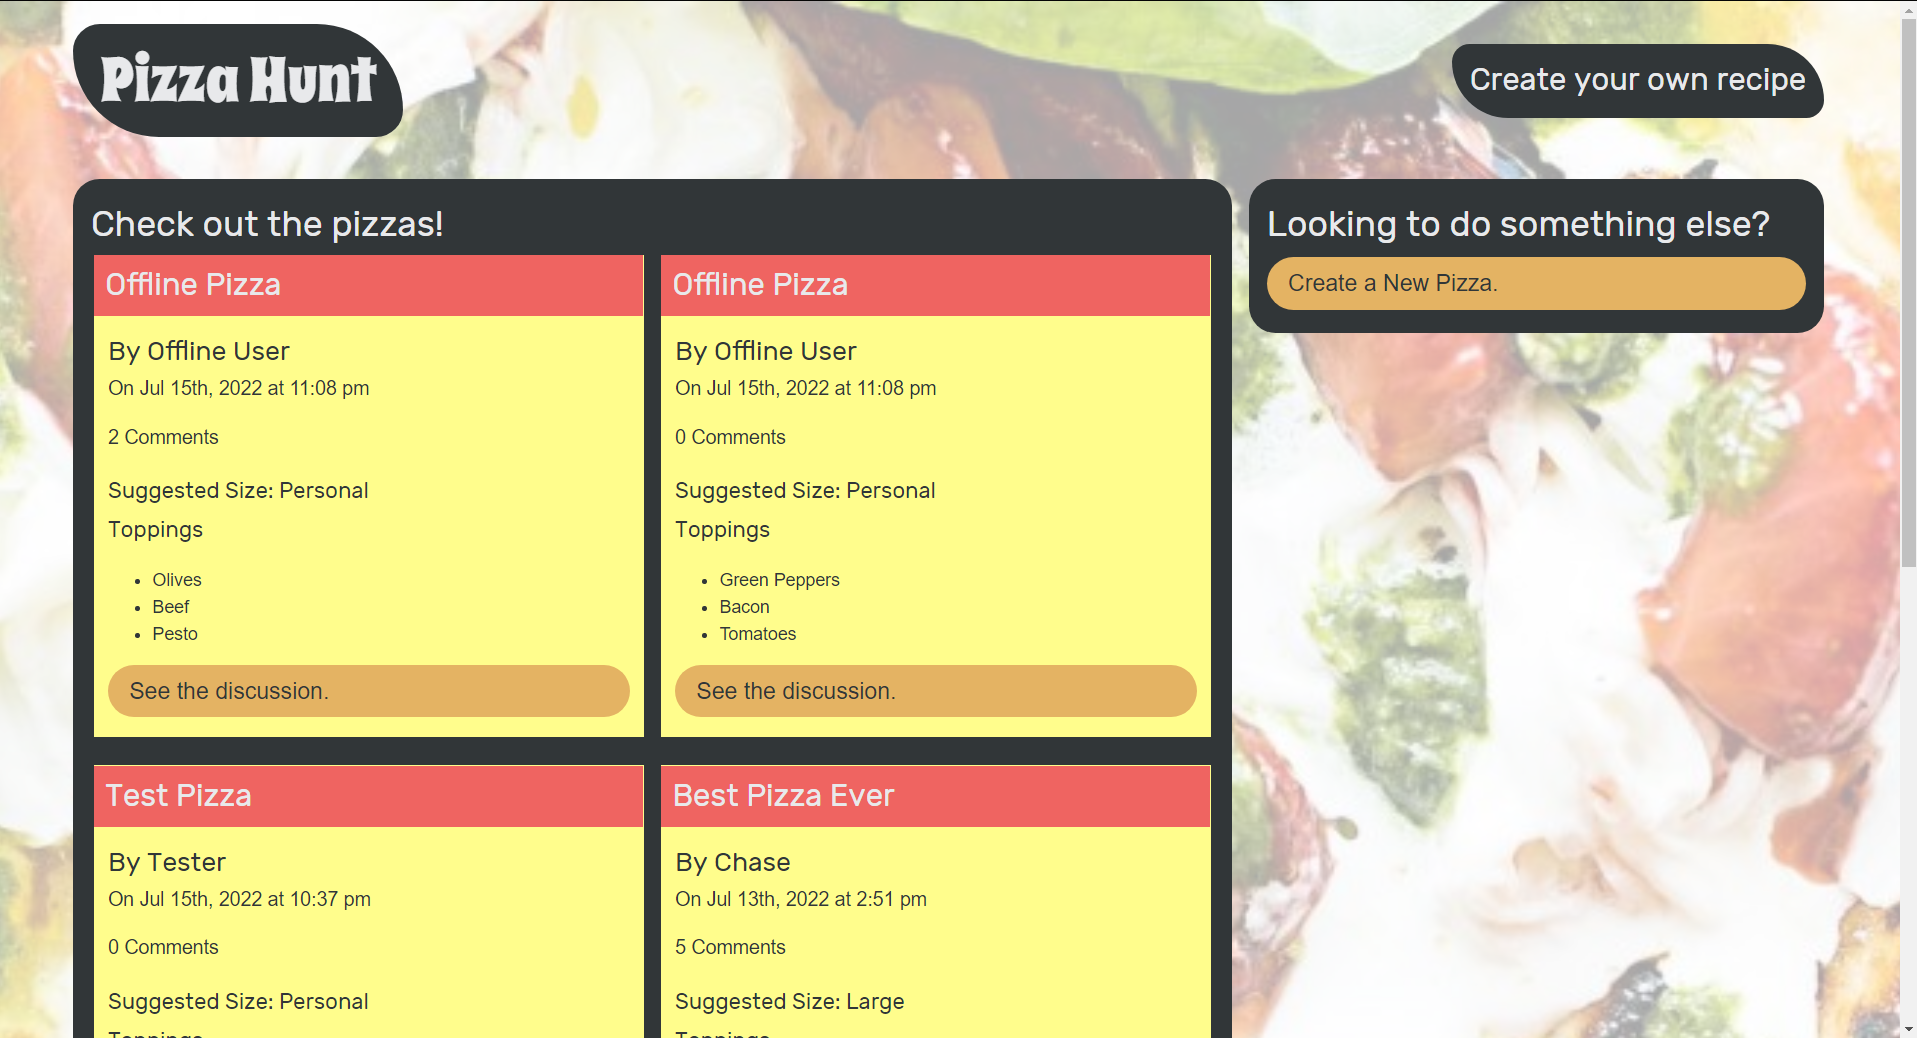 Pizza Hunt
Create your own recipe
Check out the pizzas!
Offline Pizza
By Offline User
On Jul 15th, 2022 at 11:08 pm
2 Comments
Suggested Size: Personal
Toppings
Olives
Beef
Pesto
See the discussion.
Offline Pizza
By Offline User
On Jul 15th, 2022 at 11:08 pm
0 Comments
Suggested Size: Personal
Toppings
Green Peppers
Bacon
Tomatoes
See the discussion.
Test Pizza
By Tester
On Jul 15th, 2022 at 10:37 pm
0 Comments
Suggested Size: Personal
Toppings
Best Pizza Ever
By Chase
On Jul 13th, 2022 at 2:51 pm
5 Comments
Suggested Size: Large
Toppings
Looking to do something else?
Create a New Pizza.